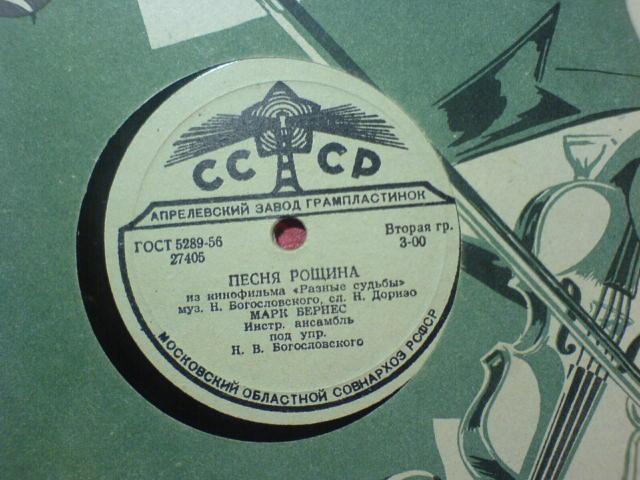 СССР
АПРЕЛЕВСКИЙ ЗАВОД ГРАМПЛАСТИНОК
ГОСТ 5289-56
27405
Вторая гр.
3-00
ПЕСНЯ РОЩИНА
из кинофильма «Разные судьбы»
муз. Н. Богословского, сл. Н. Доризо
МАРК БЕРНЕС
Инстр. ансамбль
под упр.
Н. В. Богословского
МОСКОВСКИЙ ОБЛАСТНОЙ СОВНАРХОЗ РСФСР